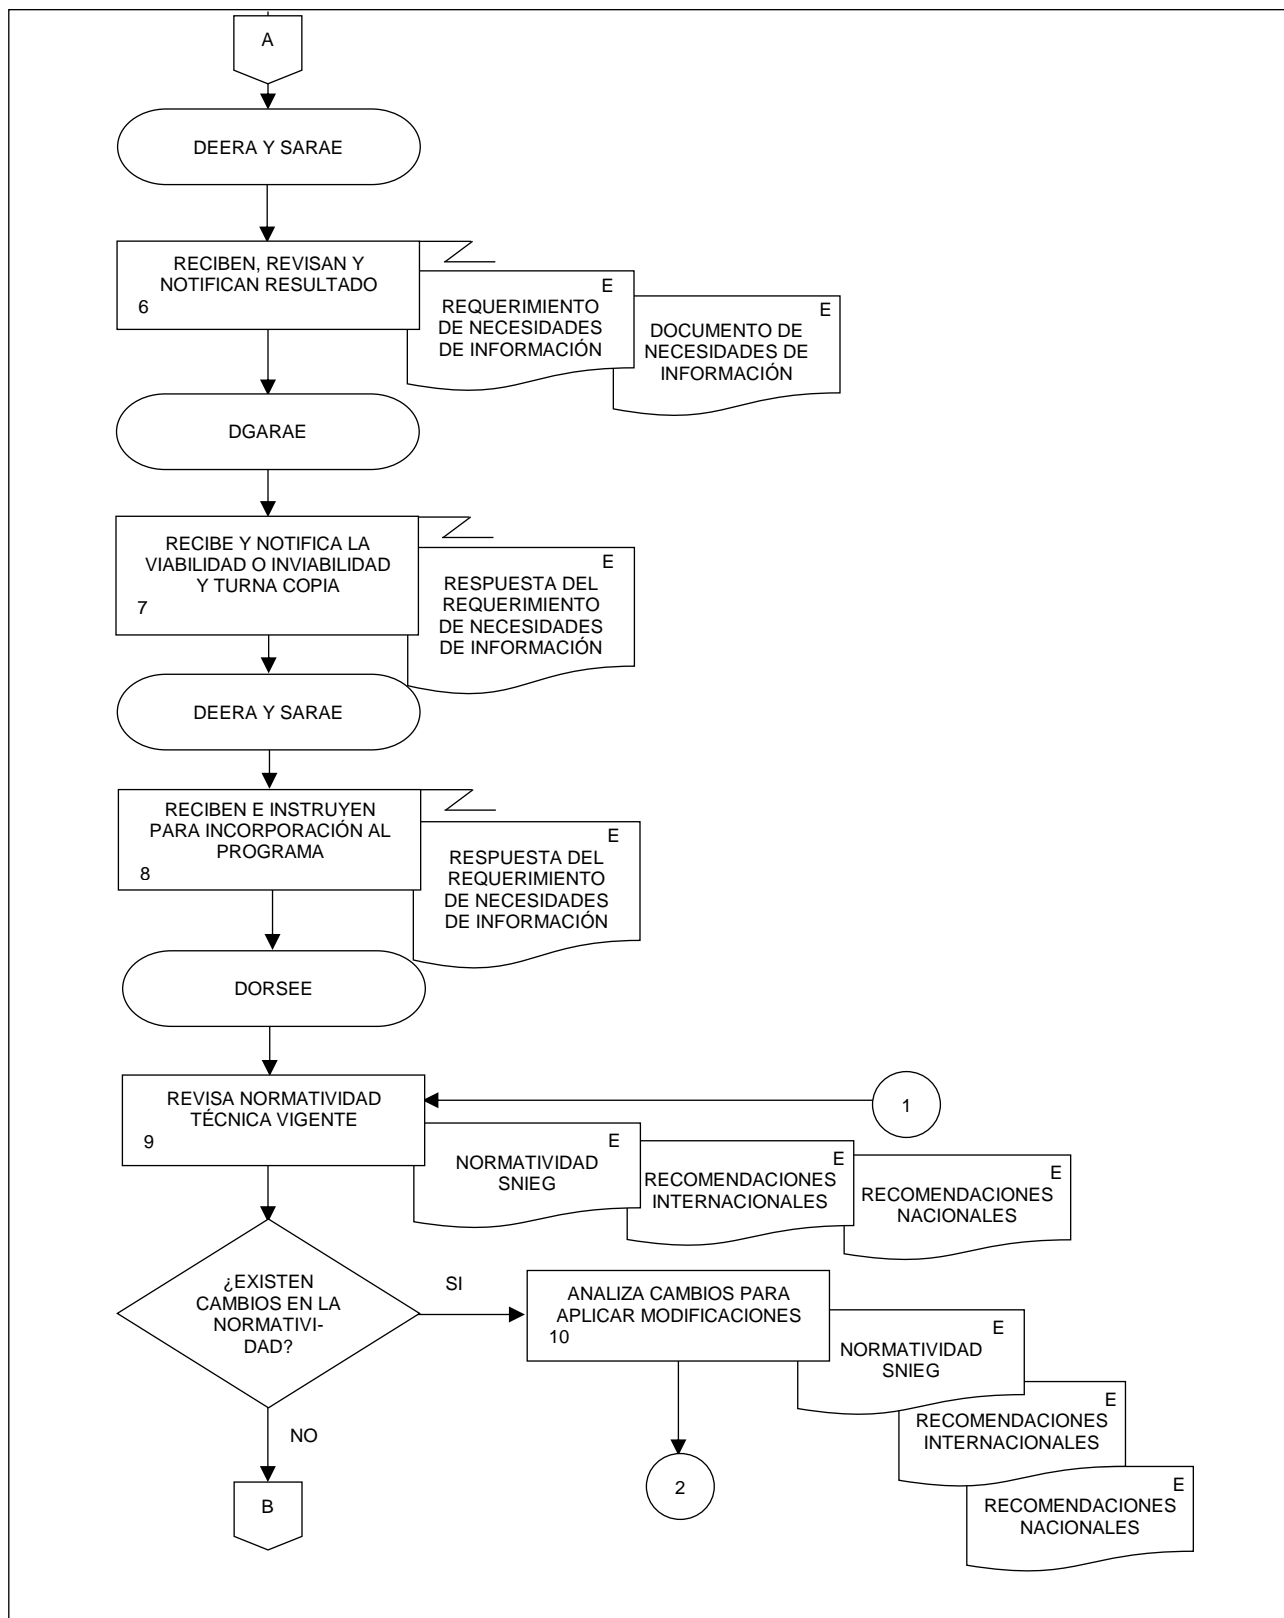 A
DEERA Y SARAE
RECIBEN, REVISAN Y
NOTIFICAN RESULTADO
6
E
REQUERIMIENTO
DE NECESIDADES
DE INFORMACIÓN
E
DOCUMENTO DE
NECESIDADES DE
INFORMACIÓN
DGARAE
RECIBE Y NOTIFICA LA
VIABILIDAD O INVIABILIDAD
Y TURNA COPIA
7
E
RESPUESTA DEL
REQUERIMIENTO
DE NECESIDADES
DE INFORMACIÓN
DEERA Y SARAE
RECIBEN E INSTRUYEN
PARA INCORPORACIÓN AL
PROGRAMA
8
E
RESPUESTA DEL
REQUERIMIENTO
DE NECESIDADES
DE INFORMACIÓN
DORSEE
REVISA NORMATIVIDAD
TÉCNICA VIGENTE
9
1
E
NORMATIVIDAD
SNIEG
E
RECOMENDACIONES
INTERNACIONALES
E
RECOMENDACIONES
NACIONALES
¿EXISTEN
CAMBIOS EN LA
NORMATIVI-
DAD?
SI
ANALIZA CAMBIOS PARA
APLICAR MODIFICACIONES
10
E
NORMATIVIDAD
SNIEG
E
RECOMENDACIONES
INTERNACIONALES
E
RECOMENDACIONES
NACIONALES
NO
2
B